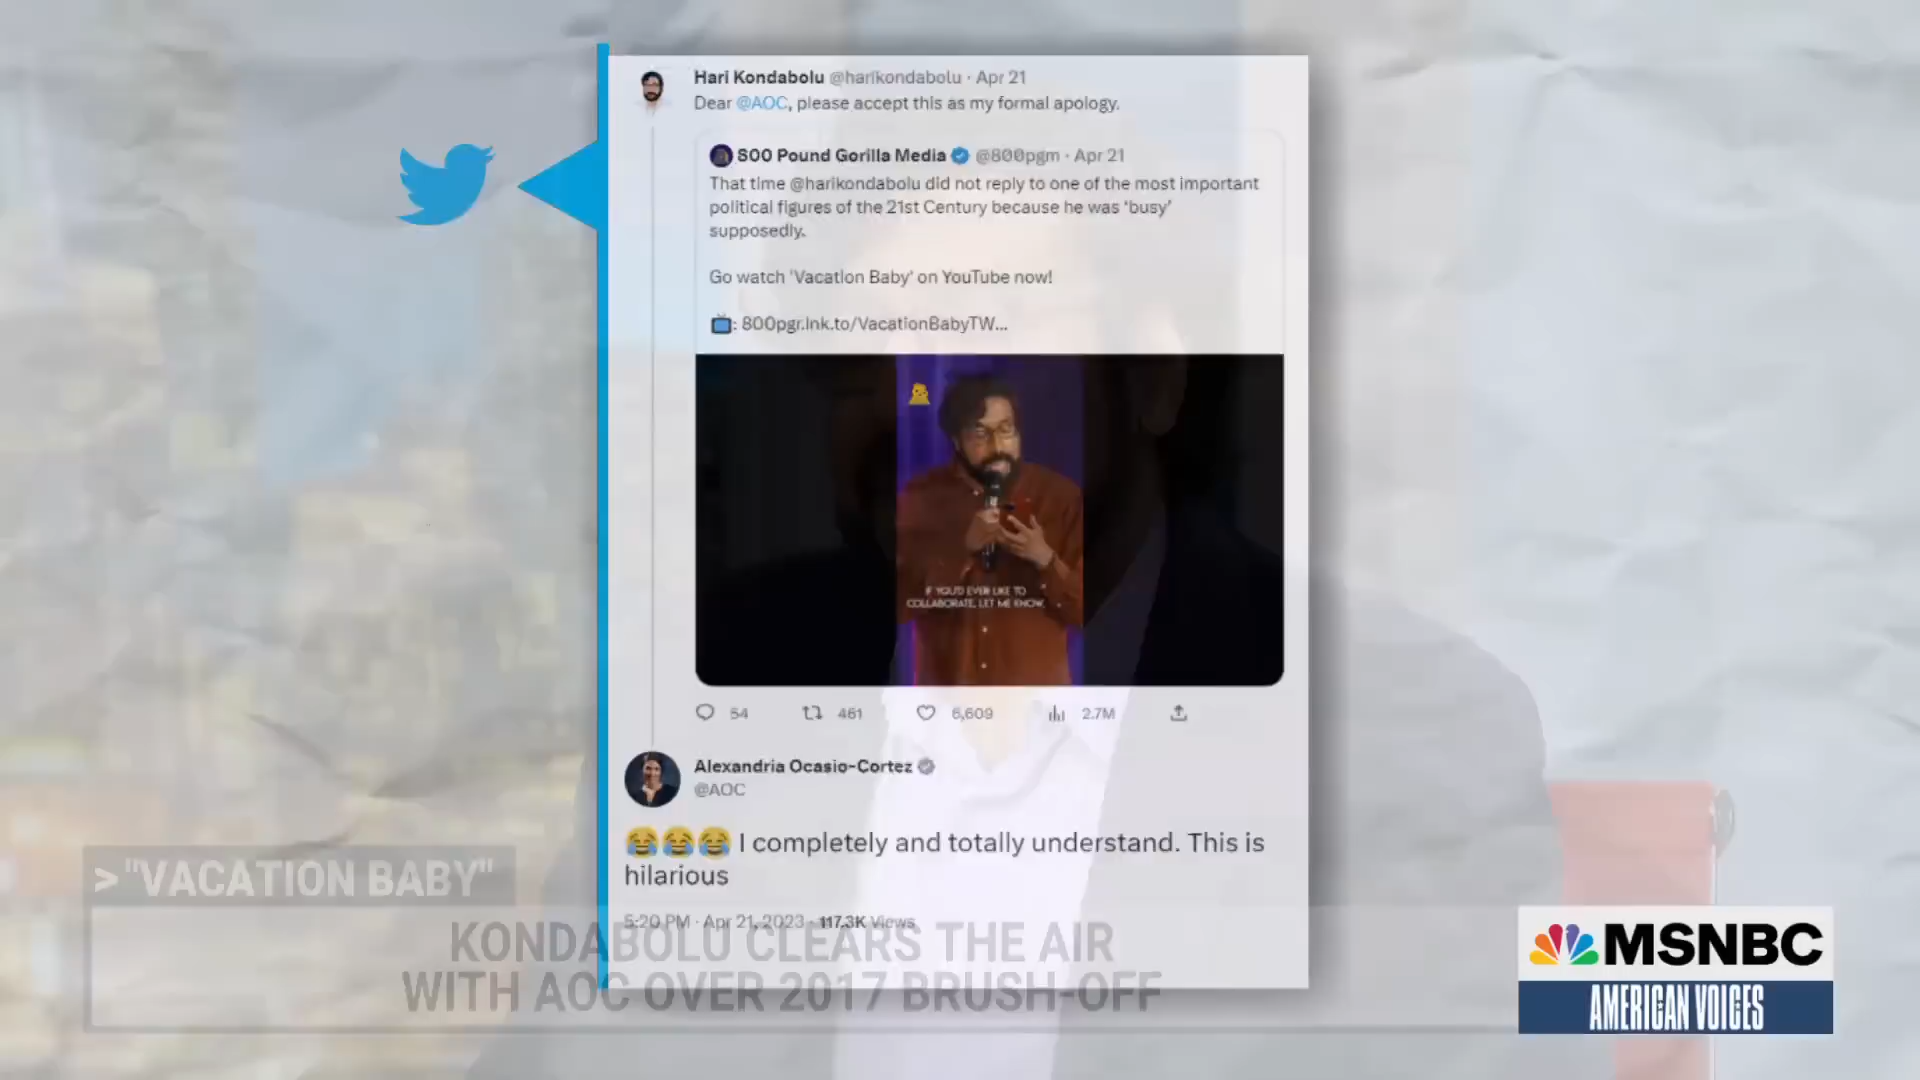 Hari Kondabolu @harikondabolu · Apr 21
Dear @AOC, please accept this as my formal apology.
800 Pound Gorilla Media @800pgm · Apr 21
That time @harikondabolu did not reply to one of the most important
political figures of the 21st Century because he was 'busy'
supposedly.
Go watch 'Vacation Baby' on YouTube now!
: 800pgr.lnk.to/VacationBabyTW...
IF YOU'D EVER LIKE TO
COLLABORATE, LET ME KNOW.
54 461 6,609 2.7M
Alexandria Ocasio-Cortez
@AOC
😂😂😂 I completely and totally understand. This is
hilarious
5:20 PM · Apr 21, 2023 · 117.3K Views
> "VACATION BABY"
KONDABOLU CLEARS THE AIR
WITH AOC OVER 2017 BRUSH-OFF
MSNBC
AMERICAN VOICES